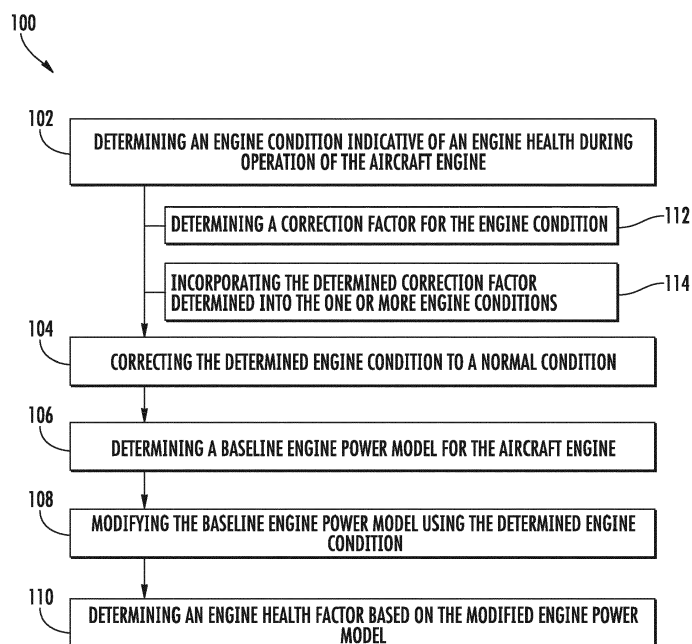 100
102
DETERMINING AN ENGINE CONDITION INDICATIVE OF AN ENGINE HEALTH DURING
OPERATION OF THE AIRCRAFT ENGINE
DETERMINING A CORRECTION FACTOR FOR THE ENGINE CONDITION
112
INCORPORATING THE DETERMINED CORRECTION FACTOR
DETERMINED INTO THE ONE OR MORE ENGINE CONDITIONS
114
104
CORRECTING THE DETERMINED ENGINE CONDITION TO A NORMAL CONDITION
106
DETERMINING A BASELINE ENGINE POWER MODEL FOR THE AIRCRAFT ENGINE
108
MODIFYING THE BASELINE ENGINE POWER MODEL USING THE DETERMINED ENGINE
CONDITION
110
DETERMINING AN ENGINE HEALTH FACTOR BASED ON THE MODIFIED ENGINE POWER
MODEL